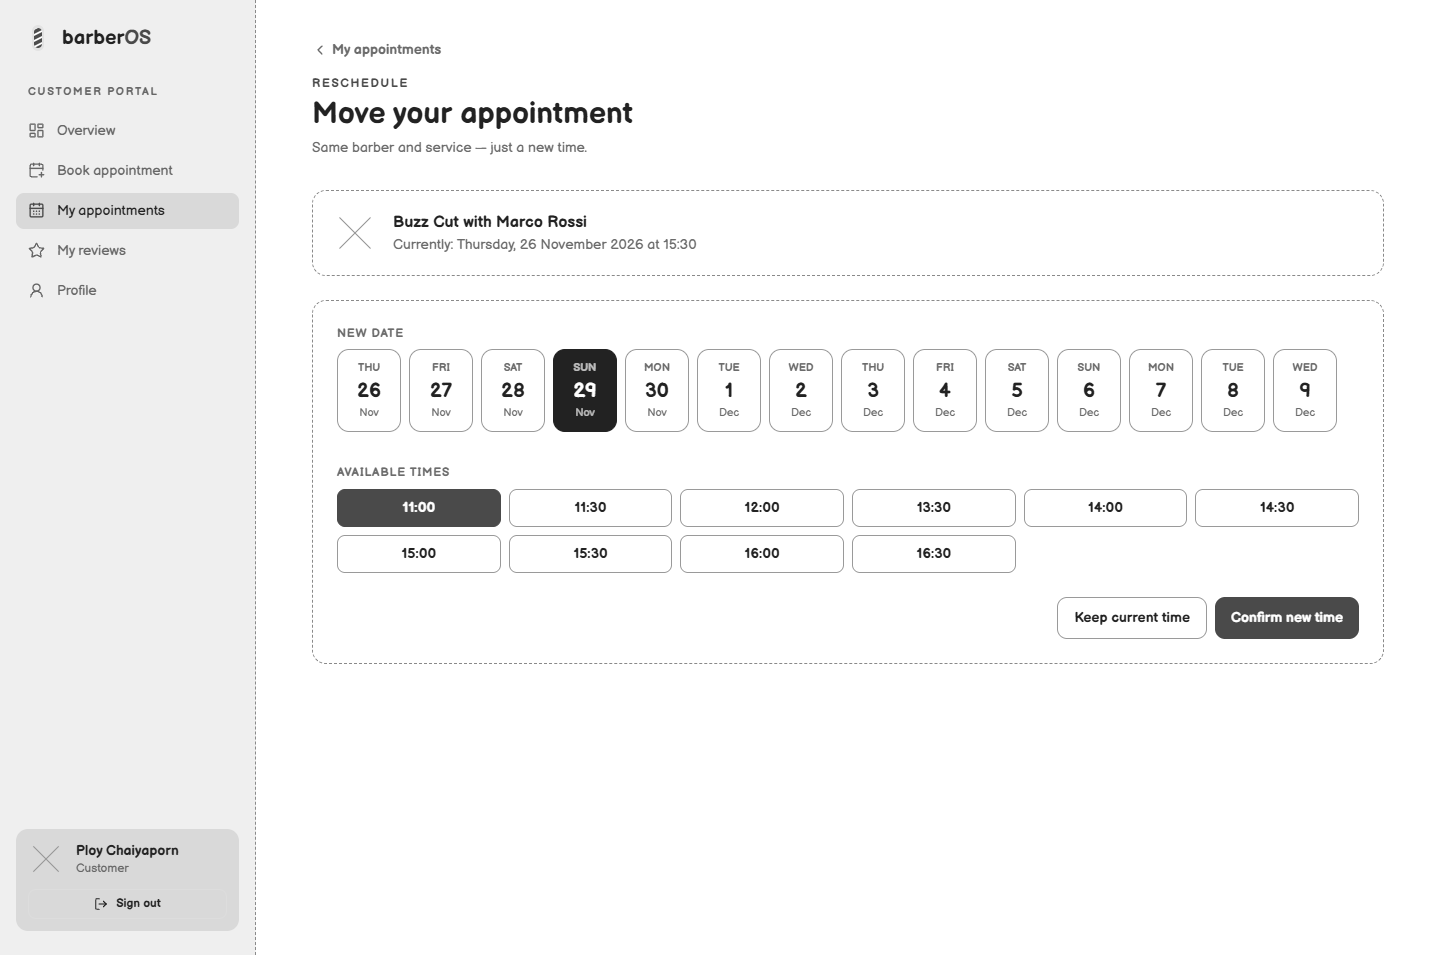 barberOS
CUSTOMER PORTAL
Overview
Book appointment
My appointments
My reviews
Profile
Ploy Chaiyaporn
Customer
Sign out
My appointments
RESCHEDULE
Move your appointment
Same barber and service — just a new time.
Buzz Cut with Marco Rossi
Currently: Thursday, 26 November 2026 at 15:30
NEW DATE
THU FRI SAT SUN MON TUE WED THU FRI SAT SUN MON TUE WED
26 27 28 29 30 1 2 3 4 5 6 7 8 9
Nov Nov Nov Nov Nov Dec Dec Dec Dec Dec Dec Dec Dec Dec
AVAILABLE TIMES
11:00 11:30 12:00 13:30 14:00 14:30
15:00 15:30 16:00 16:30
Keep current time Confirm new time